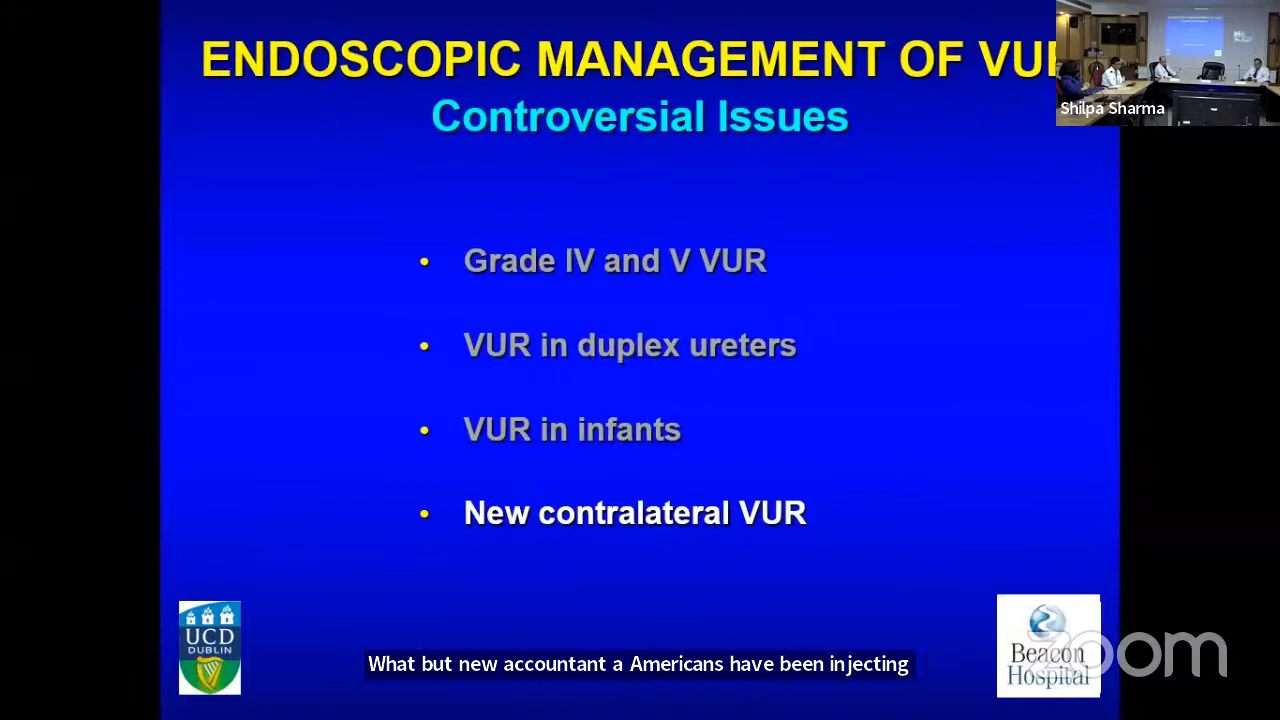 ENDOSCOPIC MANAGEMENT OF VU
Controversial Issues
Shilpa Sharma
• Grade IV and V VUR
• VUR in duplex ureters
• VUR in infants
• New contralateral VUR
UCD
DUBLIN
What but new accountant a Americans have been injecting
Beacon
Hospital
zoom